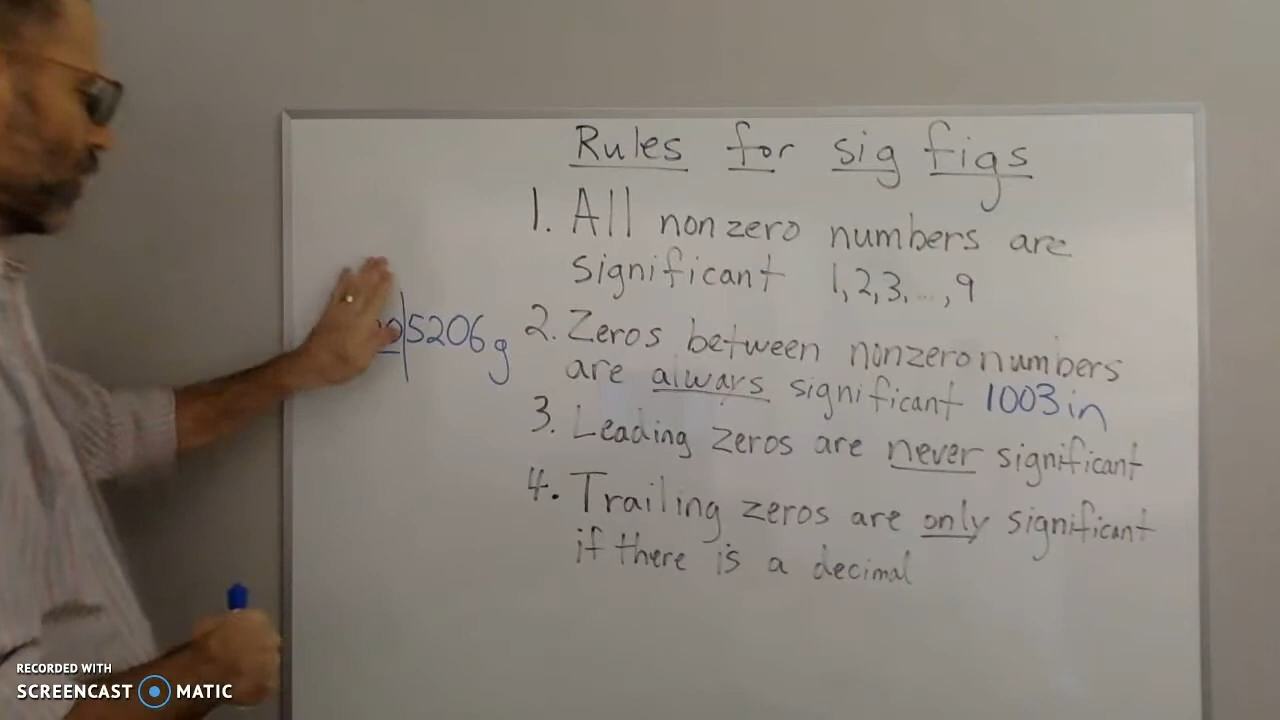 Rules for sig figs
1. All nonzero numbers are
significant 1,2,3,...,9
5206g
2. Zeros between nonzero numbers
are always significant 1003 in
3. Leading zeros are never significant
4. Trailing zeros are only significant
if there is a decimal
RECORDED WITH
SCREENCAST MATIC